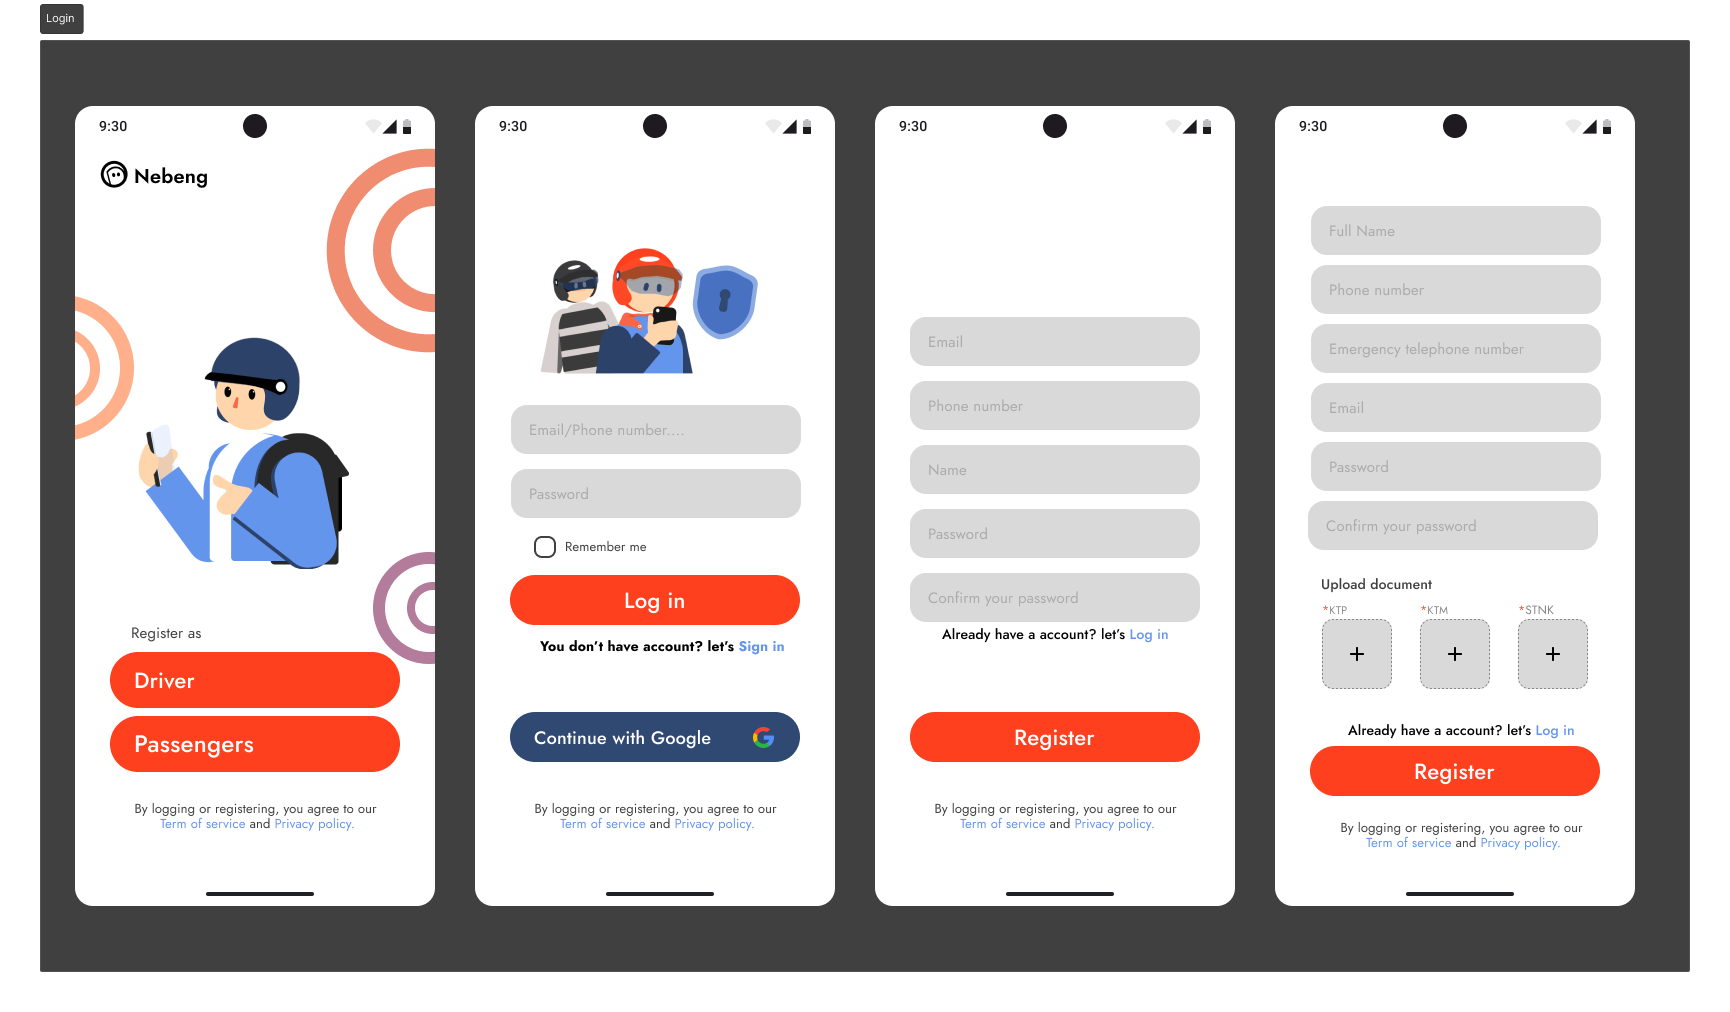 Login
9:30
Nebeng
Register as
Driver
Passengers
By logging or registering, you agree to our
Term of service and Privacy policy.
9:30
Email/Phone number....
Password
Remember me
Log in
You don't have account? let's Sign in
Continue with Google
By logging or registering, you agree to our
Term of service and Privacy policy.
9:30
Email
Phone number
Name
Password
Confirm your password
Already have a account? let's Log in
Register
By logging or registering, you agree to our
Term of service and Privacy policy.
9:30
Full Name
Phone number
Emergency telephone number
Email
Password
Confirm your password
Upload document
*KTP *KTM *STNK
Already have a account? let's Log in
Register
By logging or registering, you agree to our
Term of service and Privacy policy.